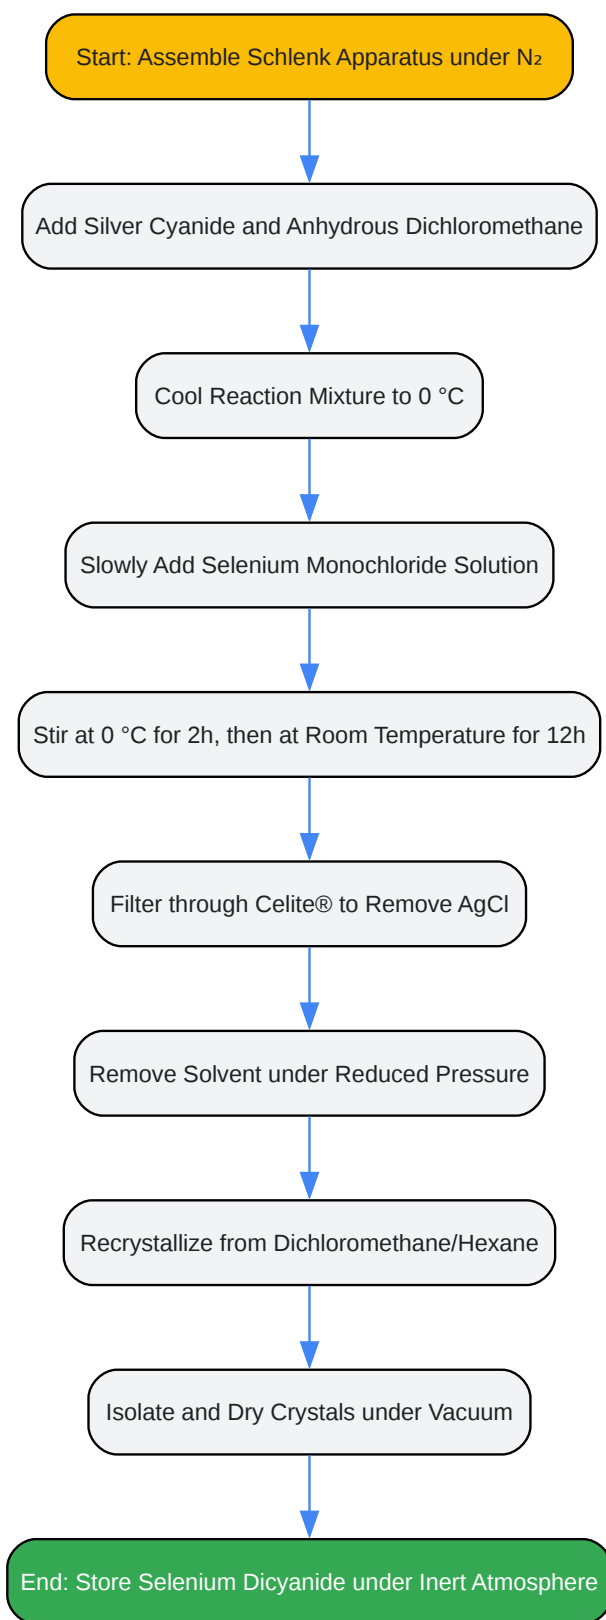 Start: Assemble Schlenk Apparatus under N₂
Add Silver Cyanide and Anhydrous Dichloromethane
Cool Reaction Mixture to 0 °C
Slowly Add Selenium Monochloride Solution
Stir at 0 °C for 2h, then at Room Temperature for 12h
Filter through Celite® to Remove AgCl
Remove Solvent under Reduced Pressure
Recrystallize from Dichloromethane/Hexane
Isolate and Dry Crystals under Vacuum
End: Store Selenium Dicyanide under Inert Atmosphere